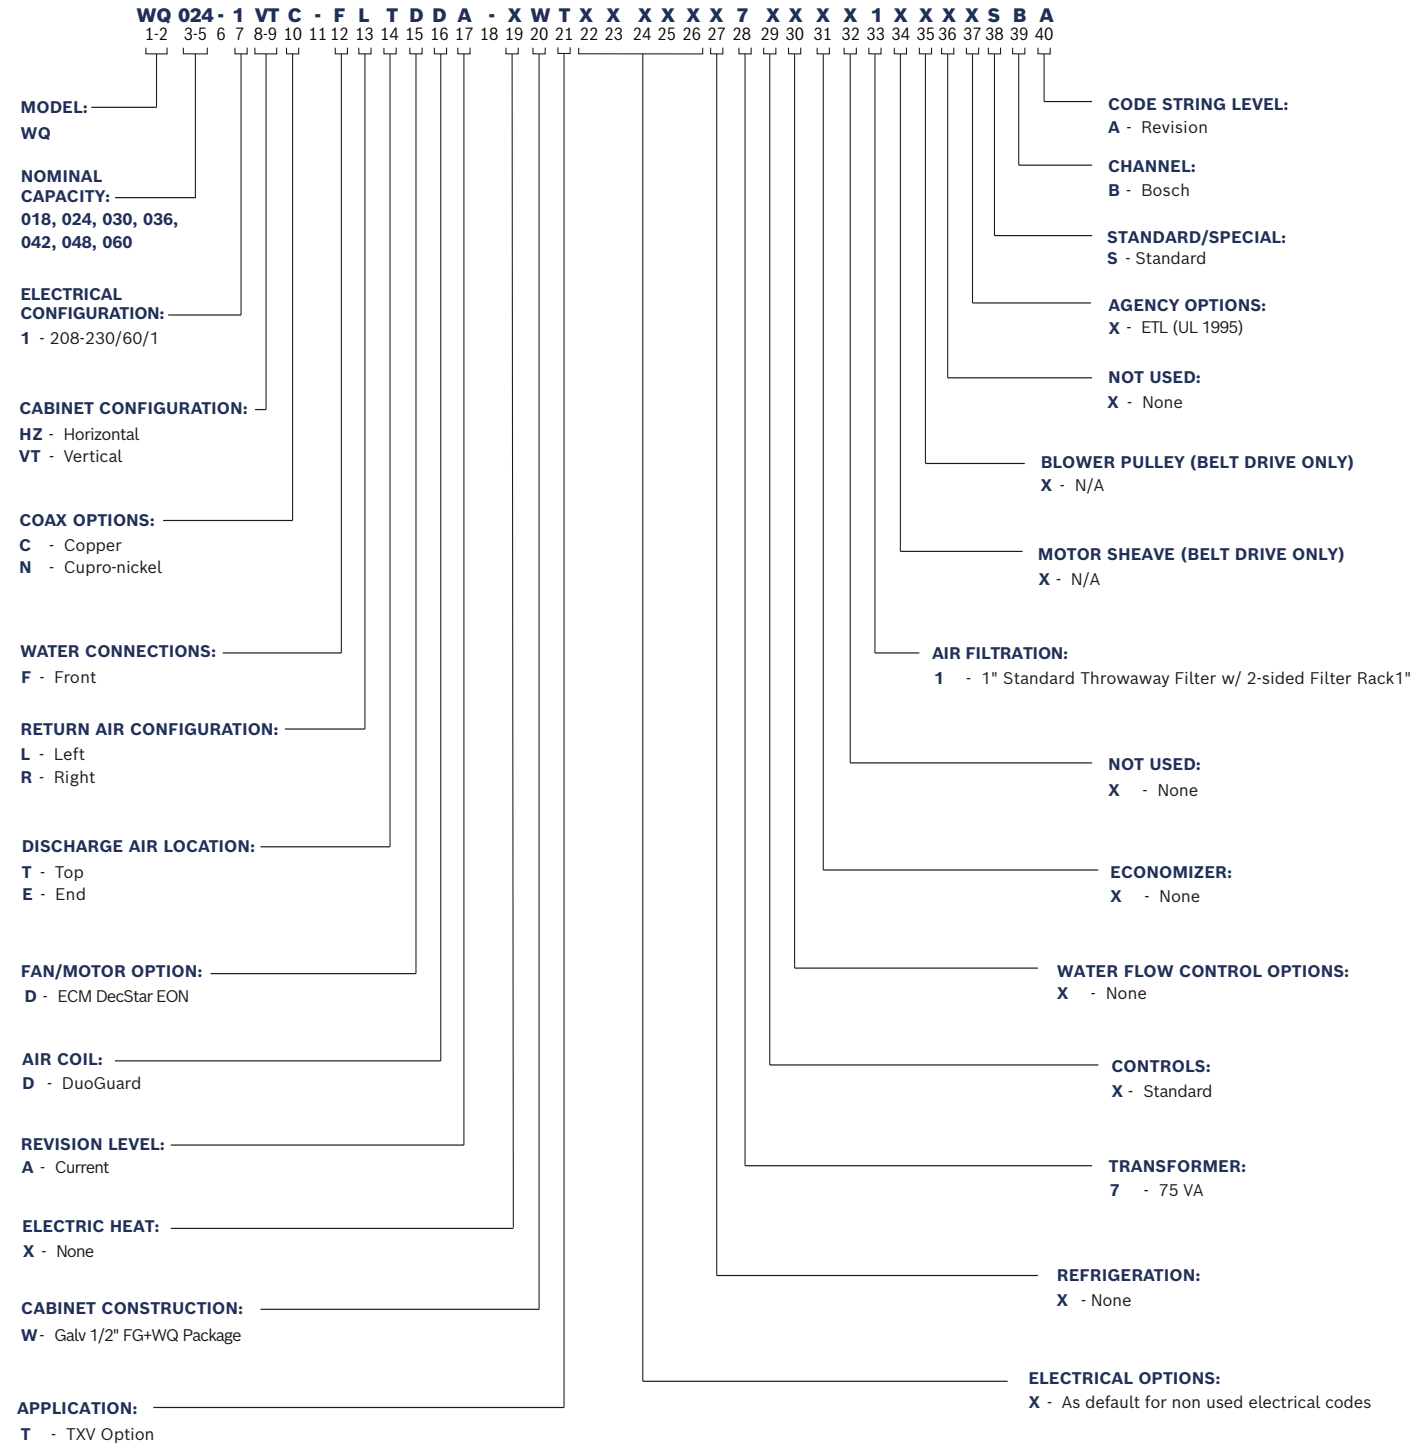 WQ 024 - 1 VT C - F L T D D A - X W T X X X X X X 7 X X X X 1 X X X X S B A
1-2 3-5 6 7 8-9 10 11 12 13 14 15 16 17 18 19 20 21 22 23 24 25 26 27 28 29 30 31 32 33 34 35 36 37 38 39 40
MODEL:
WQ
NOMINAL
CAPACITY:
018, 024, 030, 036,
042, 048, 060
ELECTRICAL
CONFIGURATION:
1 - 208-230/60/1
CABINET CONFIGURATION:
HZ - Horizontal
VT - Vertical
COAX OPTIONS:
C - Copper
N - Cupro-nickel
WATER CONNECTIONS:
F - Front
RETURN AIR CONFIGURATION:
L - Left
R - Right
DISCHARGE AIR LOCATION:
T - Top
E - End
FAN/MOTOR OPTION:
D - ECM DecStar EON
AIR COIL:
D - DuoGuard
REVISION LEVEL:
A - Current
ELECTRIC HEAT:
X - None
CABINET CONSTRUCTION:
W - Galv 1/2" FG+WQ Package
APPLICATION:
T - TXV Option
CODE STRING LEVEL:
A - Revision
CHANNEL:
B - Bosch
STANDARD/SPECIAL:
S - Standard
AGENCY OPTIONS:
X - ETL (UL 1995)
NOT USED:
X - None
BLOWER PULLEY (BELT DRIVE ONLY)
X - N/A
MOTOR SHEAVE (BELT DRIVE ONLY)
X - N/A
AIR FILTRATION:
1 - 1" Standard Throwaway Filter w/ 2-sided Filter Rack1"
NOT USED:
X - None
ECONOMIZER:
X - None
WATER FLOW CONTROL OPTIONS:
X - None
CONTROLS:
X - Standard
TRANSFORMER:
7 - 75 VA
REFRIGERATION:
X - None
ELECTRICAL OPTIONS:
X - As default for non used electrical codes